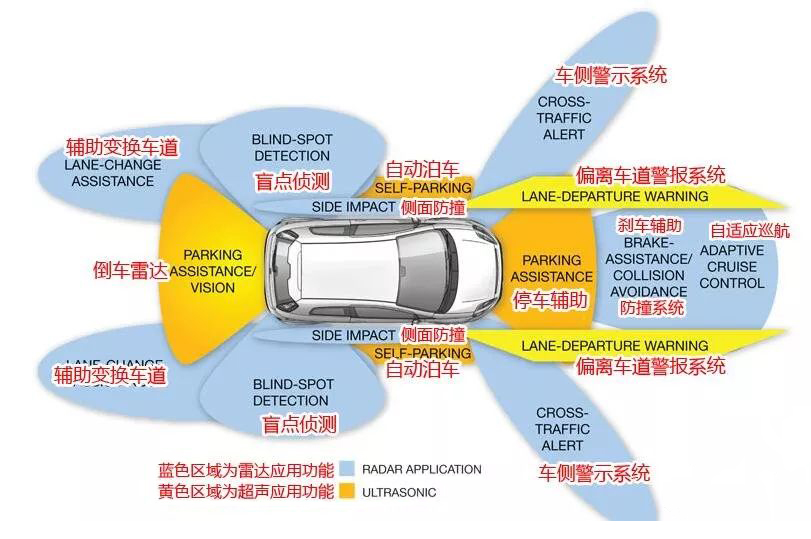 车侧警示系统
CROSS-
TRAFFIC
ALERT
辅助变换车道
LANE-CHANGE
ASSISTANCE
BLIND-SPOT
DETECTION
盲点侦测
自动泊车
SELF-PARKING
偏离车道警报系统
LANE-DEPARTURE WARNING
SIDE IMPACT 侧面防撞
倒车雷达
PARKING
ASSISTANCE/
VISION
PARKING
ASSISTANCE
停车辅助
刹车辅助
BRAKE-
ASSISTANCE/
COLLISION
AVOIDANCE
防撞系统
自适应巡航
ADAPTIVE
CRUISE
CONTROL
SIDE IMPACT 侧面防撞
SELF-PARKING
自动泊车
LANE-DEPARTURE WARNING
偏离车道警报系统
LANE-CHANGE
辅助变换车道
BLIND-SPOT
DETECTION
盲点侦测
CROSS-
TRAFFIC
ALERT
车侧警示系统
蓝色区域为雷达应用功能 RADAR APPLICATION
黄色区域为超声应用功能 ULTRASONIC